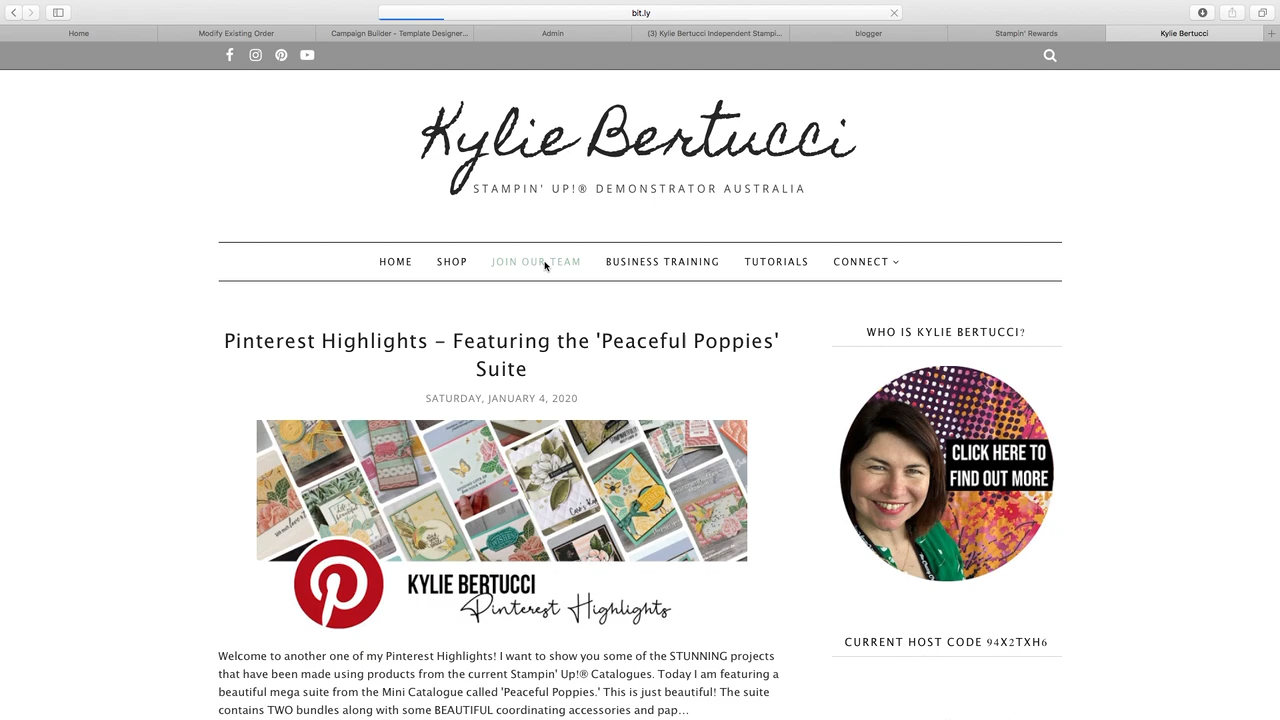 bit.ly
Home
Modify Existing Order
Campaign Builder - Template Designer...
Admin
(3) Kylie Bertucci Independent Stampi...
blogger
Stampin' Rewards
Kylie Bertucci
Kylie Bertucci
STAMPIN' UP!® DEMONSTRATOR AUSTRALIA
HOME
SHOP
JOIN OUR TEAM
BUSINESS TRAINING
TUTORIALS
CONNECT
Pinterest Highlights – Featuring the 'Peaceful Poppies'
Suite
SATURDAY, JANUARY 4, 2020
KYLIE BERTUCCI
Pinterest Highlights
Welcome to another one of my Pinterest Highlights! I want to show you some of the STUNNING projects
that have been made using products from the current Stampin' Up!® Catalogues. Today I am featuring a
beautiful mega suite from the Mini Catalogue called 'Peaceful Poppies.' This is just beautiful! The suite
contains TWO bundles along with some BEAUTIFUL coordinating accessories and pap...
WHO IS KYLIE BERTUCCI?
CLICK HERE TO
FIND OUT MORE
CURRENT HOST CODE 94X2TXH6